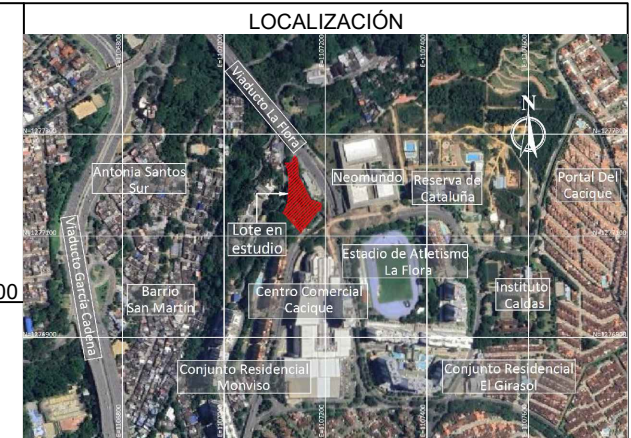 LOCALIZACIÓN
N
Viaducto La Flora
Antonia Santos
Sur
Neomundo
Reserva de
Cataluña
Portal Del
Cacique
Lote en
estudio
Viaducto García Cadena
Estadio de Atletismo
La Flora
Barrio
San Martín
Centro Comercial
Cacique
Instituto
Caldas
00
Conjunto Residencial
Monviso
Conjunto Residencial
El Girasol